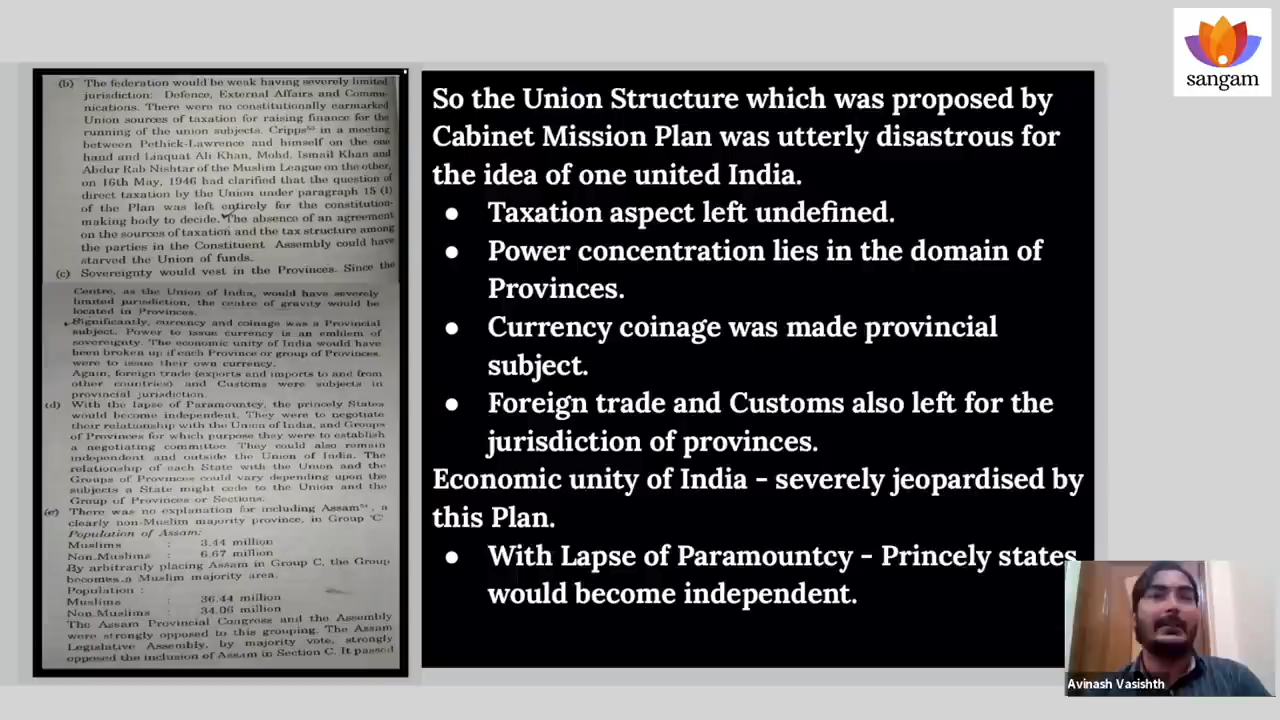 sangam
(b) The federation would be weak having severely limited
jurisdiction: Defence, External Affairs and Commu-
nications. There were no constitutionally earmarked
Union sources of taxation for raising finance for the
running of the union subjects. Cripps⁵³ in a meeting
between Pethick-Lawrence and himself on the one
hand and Liaquat Ali Khan, Mohd. Ismail Khan and
Abdur Rab Nishtar of the Muslim League on the other,
on 16th May, 1946 had clarified that the question of
direct taxation by the Union under paragraph 15 (1)
of the Plan was left entirely for the constitution-
making body to decide. The absence of an agreement
on the sources of taxation and the tax structure among
the parties in the Constituent Assembly could have
starved the Union of funds.
(c) Sovereignty would vest in the Provinces. Since the
Centre, as the Union of India, would have severely
limited jurisdiction, the centre of gravity would be
located in Provinces.
Significantly, currency and coinage was a Provincial
subject. Power to issue currency is an emblem of
sovereignty. The economic unity of India would have
been broken up if each Province or group of Provinces
were to issue their own currency.
Again, foreign trade (exports and imports to and from
other countries) and Customs were subjects in
provincial jurisdiction.
(d) With the lapse of Paramountcy, the princely States
would become independent. They were to negotiate
their relationship with the Union of India, and Groups
of Provinces for which purpose they were to establish
a negotiating committee. They could also remain
independent and outside the Union of India. The
relationship of each State with the Union and the
Groups of Provinces could vary depending upon the
subjects a State might cede to the Union and the
Group of Provinces or Sections.
(e) There was no explanation for including Assam⁵⁴, a
clearly non-Muslim majority province, in Group 'C'
Population of Assam:
Muslims : 3.44 million
Non-Muslims : 6.67 million
By arbitrarily placing Assam in Group C, the Group
becomes a Muslim majority area.
Population :
Muslims : 36.44 million
Non-Muslims : 34.06 million
The Assam Provincial Congress and the Assembly
were strongly opposed to this grouping. The Assam
Legislative Assembly, by majority vote, strongly
opposed the inclusion of Assam in Section C. It passed
So the Union Structure which was proposed by
Cabinet Mission Plan was utterly disastrous for
the idea of one united India.
● Taxation aspect left undefined.
● Power concentration lies in the domain of
Provinces.
● Currency coinage was made provincial
subject.
● Foreign trade and Customs also left for the
jurisdiction of provinces.
Economic unity of India - severely jeopardised by
this Plan.
● With Lapse of Paramountcy - Princely states
would become independent.
Avinash Vasishth